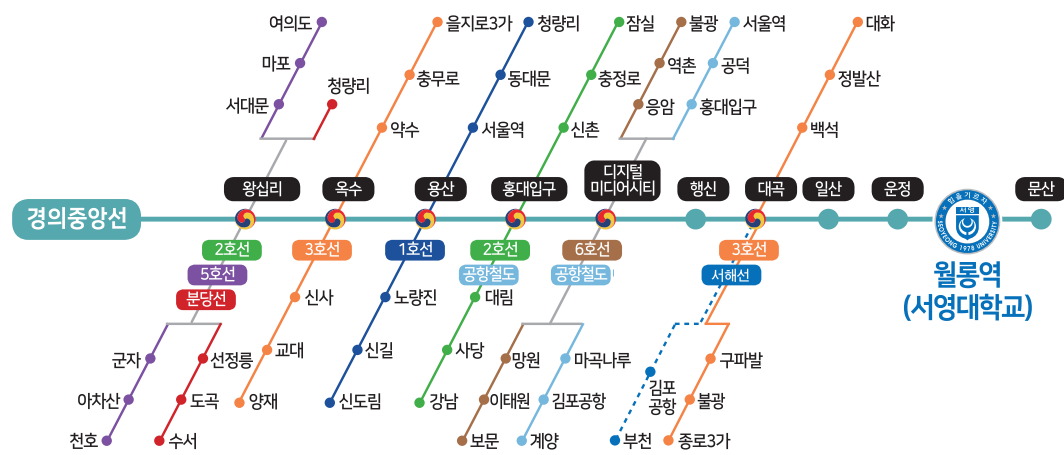 여의도
마포
서대문
청량리
을지로3가
충무로
약수
청량리
동대문
서울역
잠실
충정로
신촌
불광
역촌
응암
서울역
공덕
홍대입구
대화
정발산
백석
경의중앙선
왕십리
옥수
용산
홍대입구
디지털
미디어시티
행신
대곡
일산
운정
문산
한울기르자
서영
SEOYEONG 1978 UNIVERSITY
월롱역
(서영대학교)
2호선
5호선
분당선
3호선
1호선
2호선
공항철도
6호선
공항철도
3호선
서해선
군자
아차산
천호
선정릉
도곡
수서
신사
교대
양재
노량진
신길
신도림
대림
사당
강남
망원
이태원
보문
마곡나루
김포공항
계양
김포
공항
부천
구파발
불광
종로3가